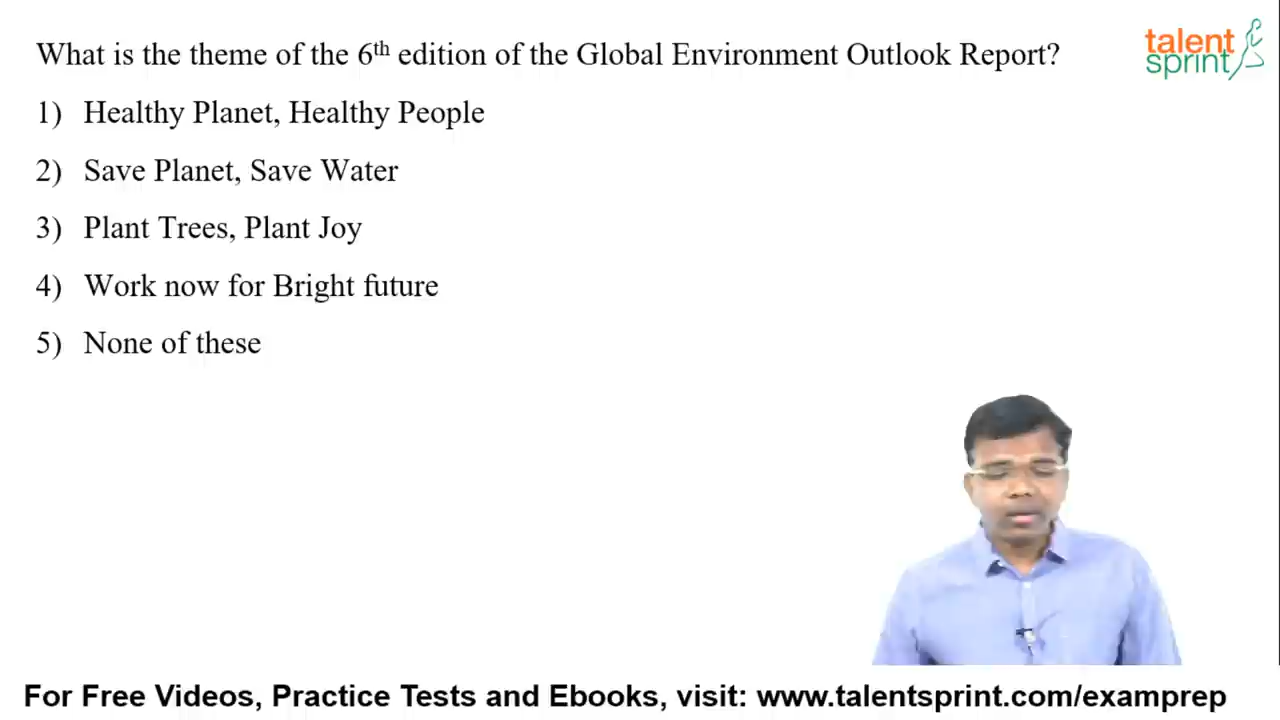 What is the theme of the 6th edition of the Global Environment Outlook Report?
talent
sprint
1) Healthy Planet, Healthy People
2) Save Planet, Save Water
3) Plant Trees, Plant Joy
4) Work now for Bright future
5) None of these
For Free Videos, Practice Tests and Ebooks, visit: www.talentsprint.com/examprep